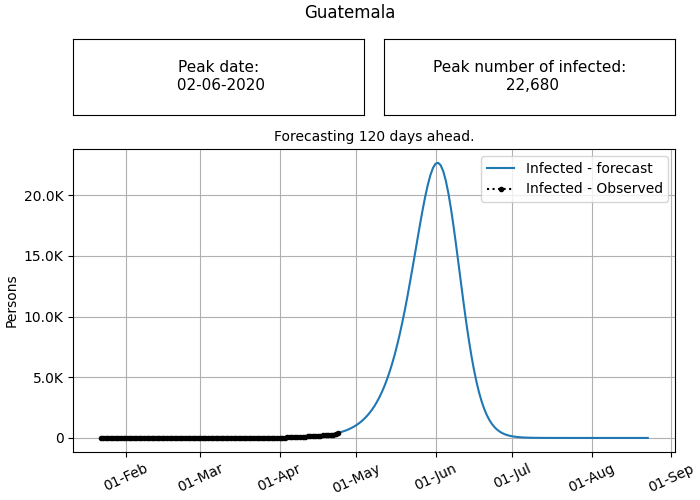 Guatemala
Peak date:
02-06-2020
Peak number of infected:
22,680
Forecasting 120 days ahead.
Infected - forecast
Infected - Observed
Persons
20.0K
15.0K
10.0K
5.0K
0
01-Feb
01-Mar
01-Apr
01-May
01-Jun
01-Jul
01-Aug
01-Sep